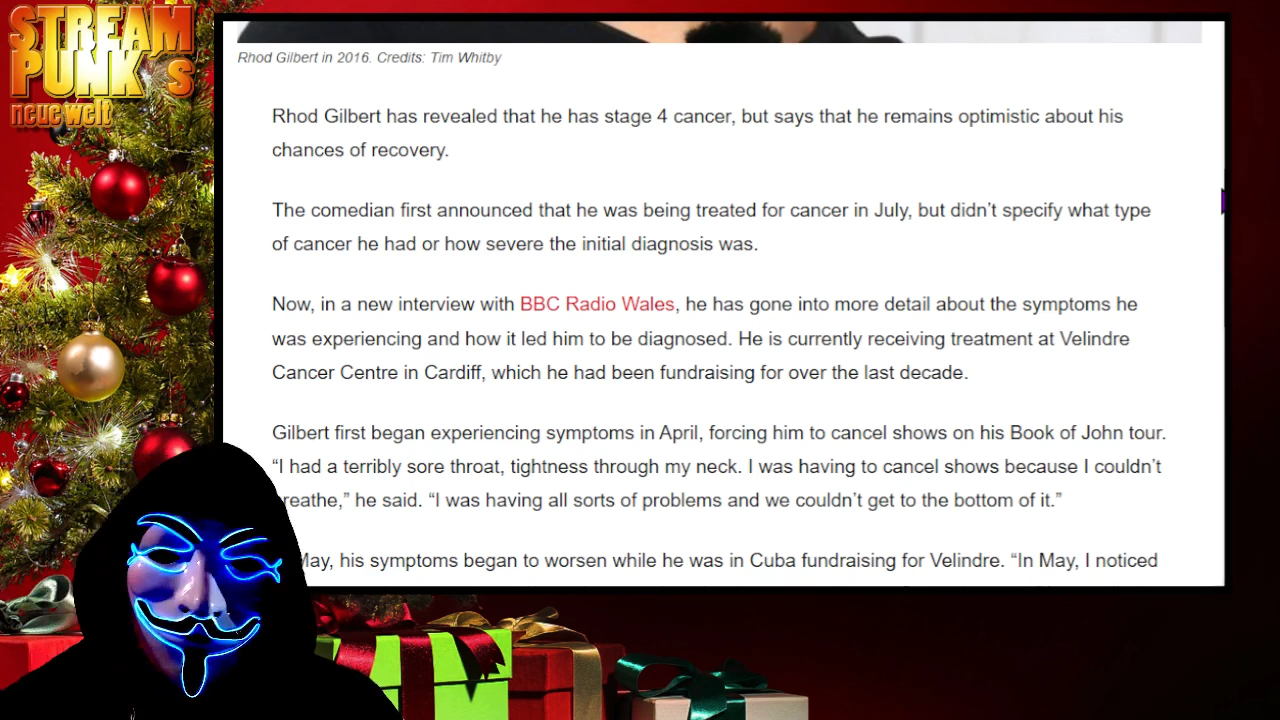 STREAM
PUNK´s
neue welt
Rhod Gilbert in 2016. Credits: Tim Whitby
Rhod Gilbert has revealed that he has stage 4 cancer, but says that he remains optimistic about his
chances of recovery.
The comedian first announced that he was being treated for cancer in July, but didn’t specify what type
of cancer he had or how severe the initial diagnosis was.
Now, in a new interview with BBC Radio Wales, he has gone into more detail about the symptoms he
was experiencing and how it led him to be diagnosed. He is currently receiving treatment at Velindre
Cancer Centre in Cardiff, which he had been fundraising for over the last decade.
Gilbert first began experiencing symptoms in April, forcing him to cancel shows on his Book of John tour.
“I had a terribly sore throat, tightness through my neck. I was having to cancel shows because I couldn’t
reathe,” he said. “I was having all sorts of problems and we couldn’t get to the bottom of it.”
May, his symptoms began to worsen while he was in Cuba fundraising for Velindre. “In May, I noticed